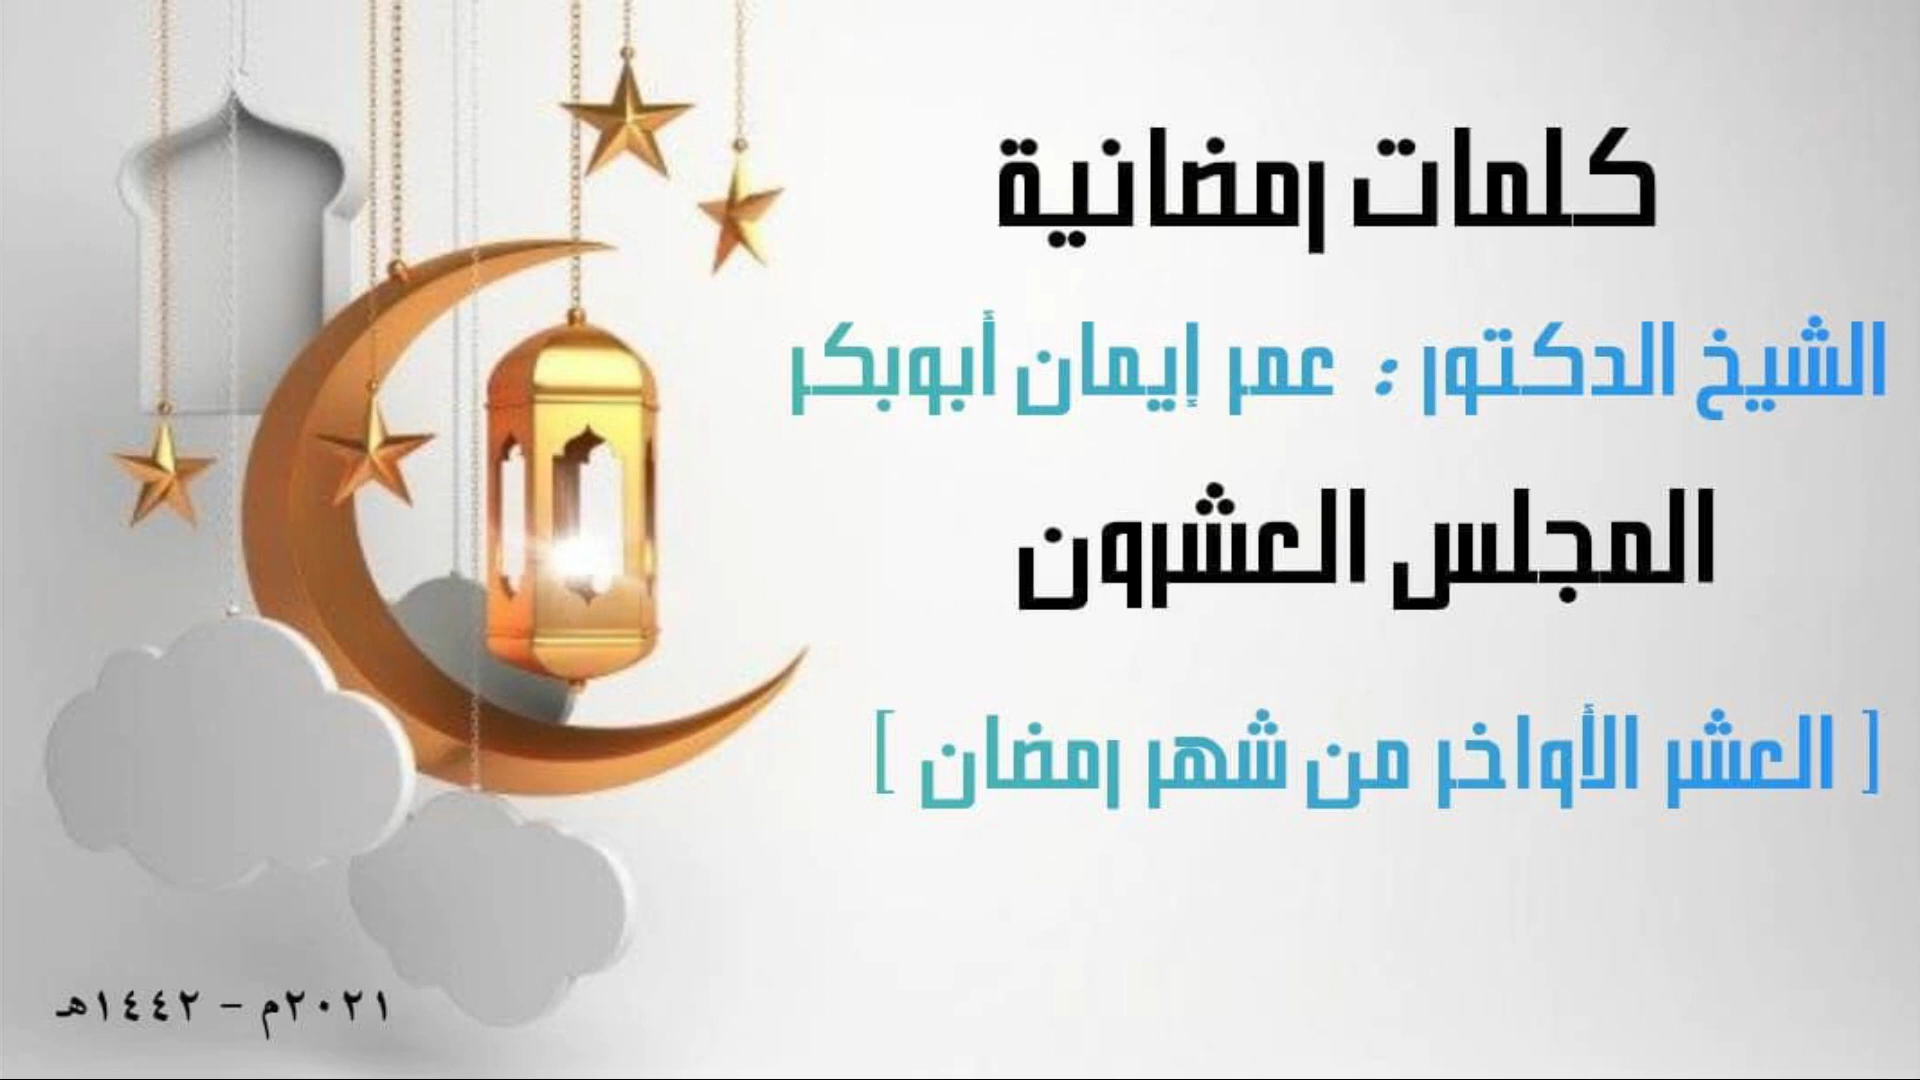 كلمات رمضانية
الشيخ الدكتور : عمر إيمان أبوبكر
المجلس العشرون
[ العشر الأواخر من شهر رمضان ]
٢٠٢١م - ١٤٤٢هـ